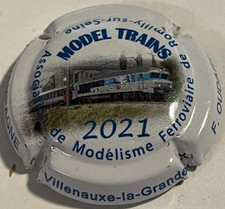 MODEL TRAINS
2021
Association de Modélisme Ferroviaire de Romilly-sur-Seine
Villenauxe-la-Grande